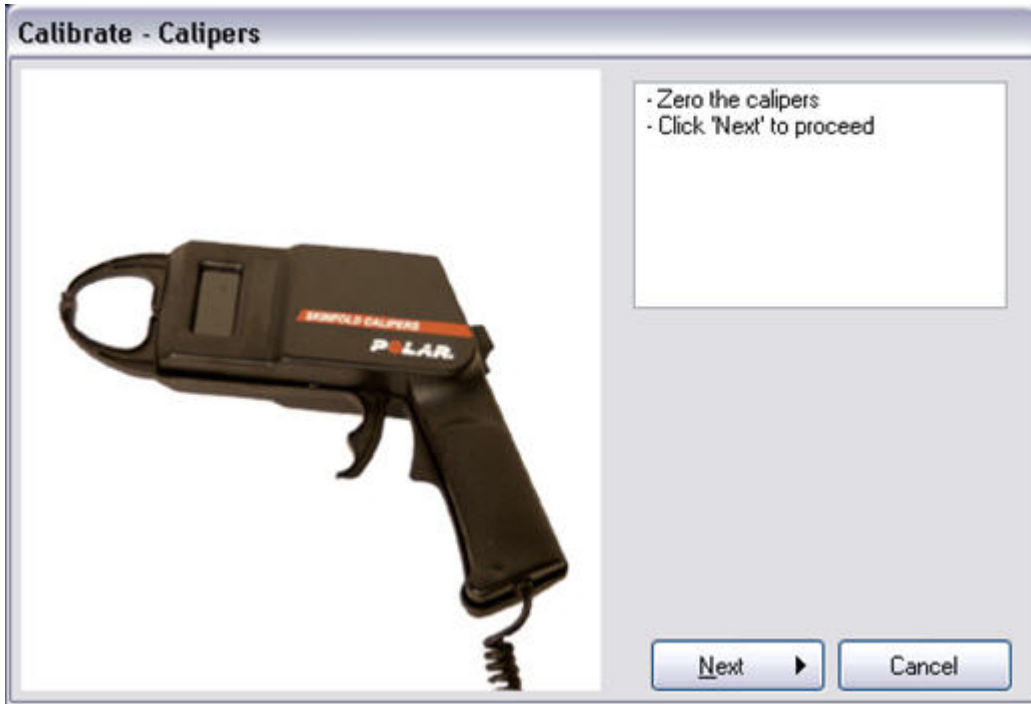 Calibrate - Calipers
- Zero the calipers
- Click 'Next' to proceed
SKINFOLD CALIPERS
POLAR.
Next
Cancel